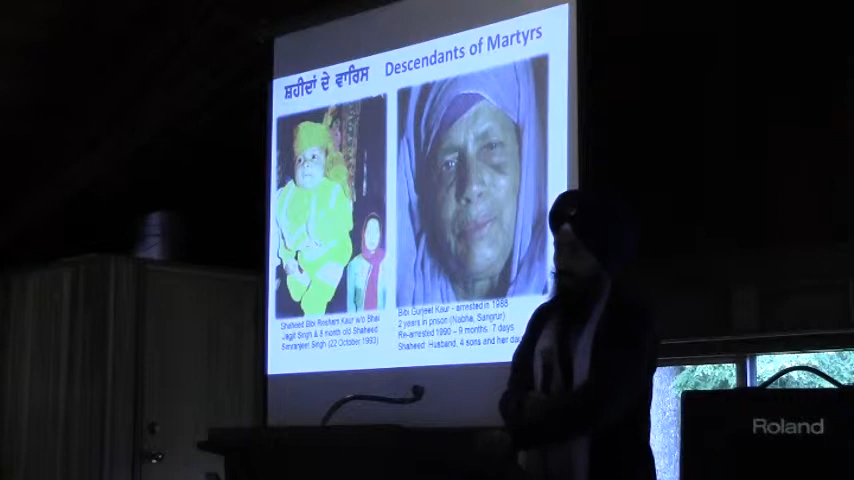 ਸ਼ਹੀਦਾਂ ਦੇ ਵਾਰਿਸ Descendants of Martyrs
Shaheed Bibi Resham Kaur w/o Bhai
Jagjit Singh & 8 month old Shaheed
Simranjeet Singh (22 October 1993)
Bibi Gurjeet Kaur - arrested in 1988
2 years in prison (Nabha, Sangrur)
Re-arrested 1990 – 9 months. 7 days
Shaheed: Husband, 4 sons and her
Roland